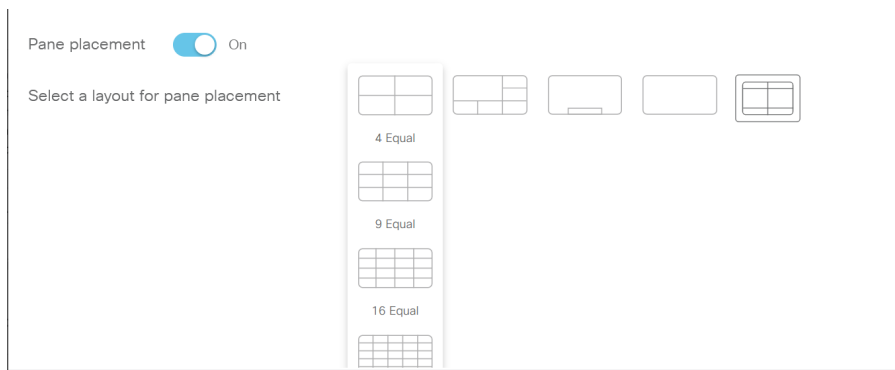 Pane placement
On
Select a layout for pane placement
4 Equal
9 Equal
16 Equal